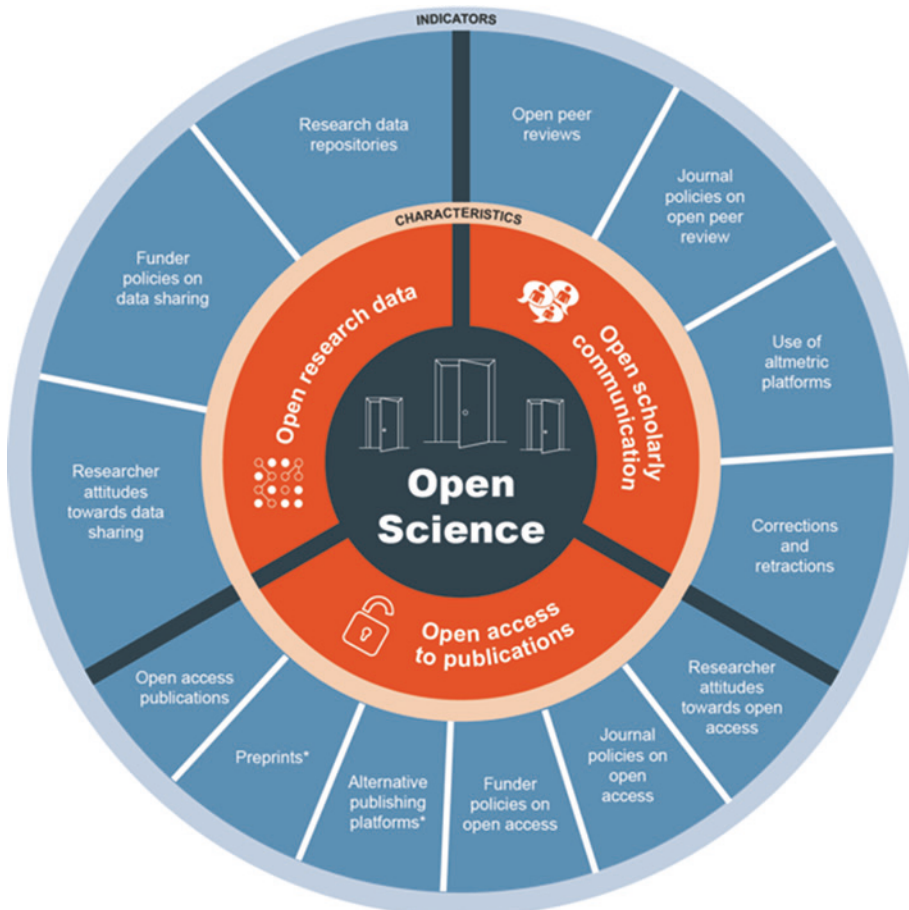 INDICATORS
Research data
repositories
Open peer
reviews
Journal
policies on
open peer
review
Funder
policies on
data sharing
CHARACTERISTICS
Open research data
Open scholarly
communication
Use of
altmetric
platforms
Researcher
attitudes
towards data
sharing
Open
Science
Corrections
and
retractions
Open access
to publications
Open access
publications
Preprints*
Alternative
publishing
platforms*
Funder
policies on
open access
Journal
policies on
open
access
Researcher
attitudes
towards open
access